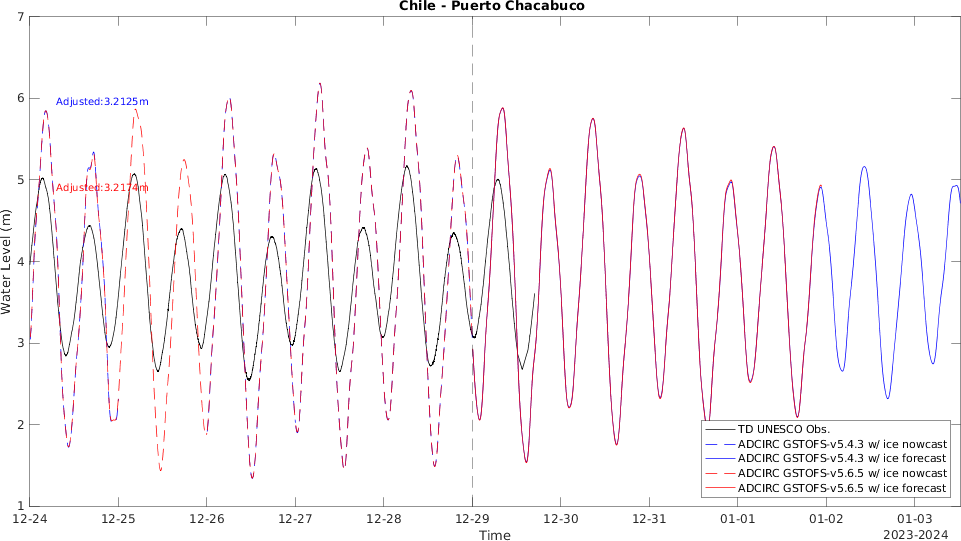 Chile - Puerto Chacabuco
7
6
5
4
3
2
1
Water Level (m)
Adjusted:3.2125m
Adjusted:3.2174m
TD UNESCO Obs.
ADCIRC GSTOFS-v5.4.3 w/ ice nowcast
ADCIRC GSTOFS-v5.4.3 w/ ice forecast
ADCIRC GSTOFS-v5.6.5 w/ ice nowcast
ADCIRC GSTOFS-v5.6.5 w/ ice forecast
12-24 12-25 12-26 12-27 12-28 12-29 12-30 12-31 01-01 01-02 01-03
Time
2023-2024